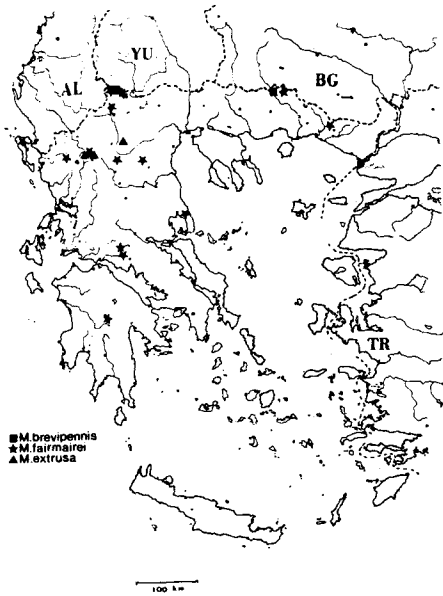 YU
AL
BG
TR
■M.brevipennis
★M.fairmairei
▲M.extrusa
100 km